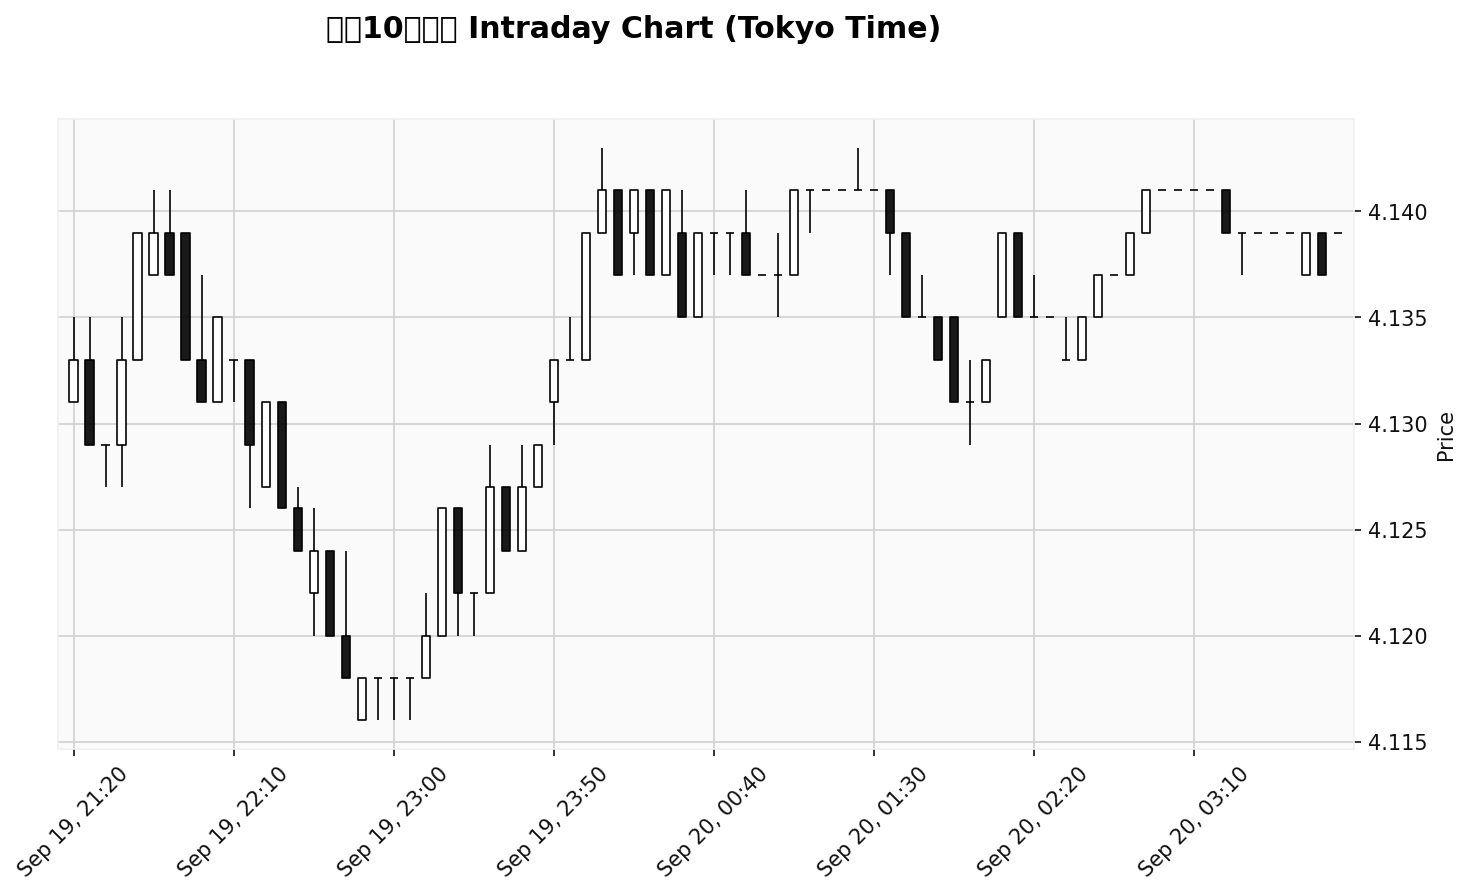 10 Intraday Chart (Tokyo Time)
4.140
4.135
4.130
4.125
4.120
4.115
Price
Sep 19, 21:20
Sep 19, 22:10
Sep 19, 23:00
Sep 19, 23:50
Sep 20, 00:40
Sep 20, 01:30
Sep 20, 02:20
Sep 20, 03:10